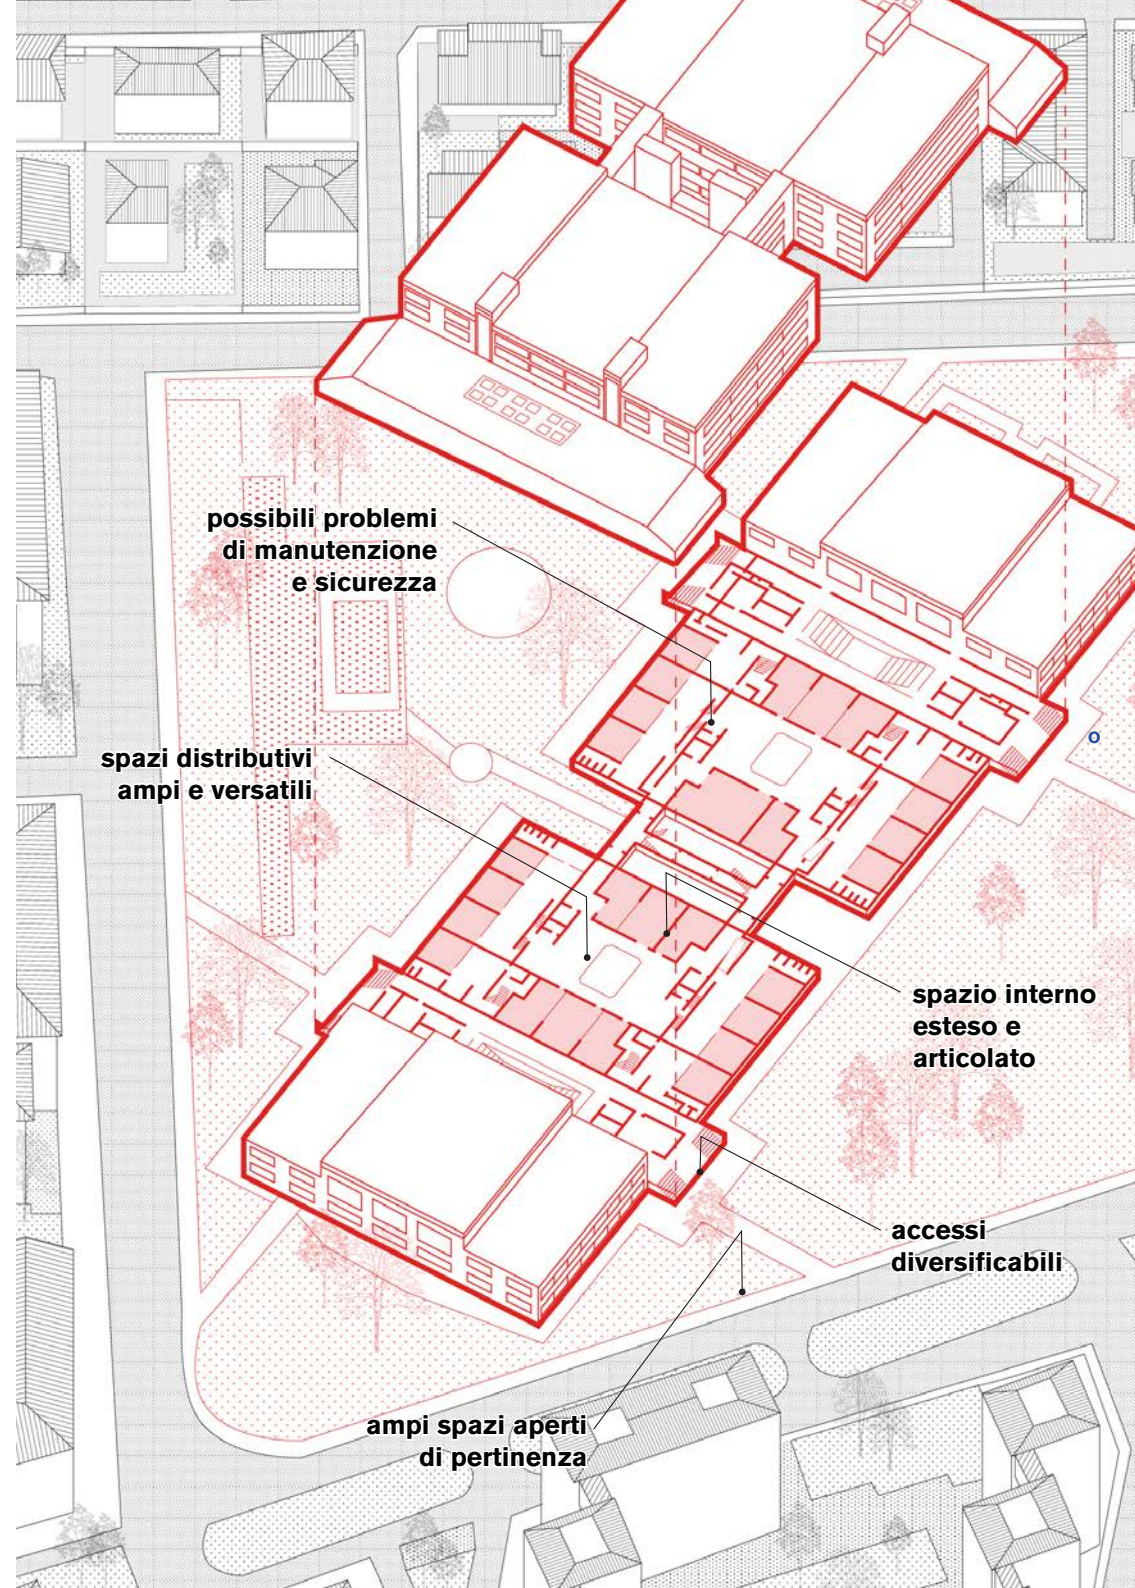 possibili problemi
di manutenzione
e sicurezza
o
spazi distributivi
ampi e versatili
spazio interno
esteso e
articolato
accessi
diversificabili
ampi spazi aperti
di pertinenza